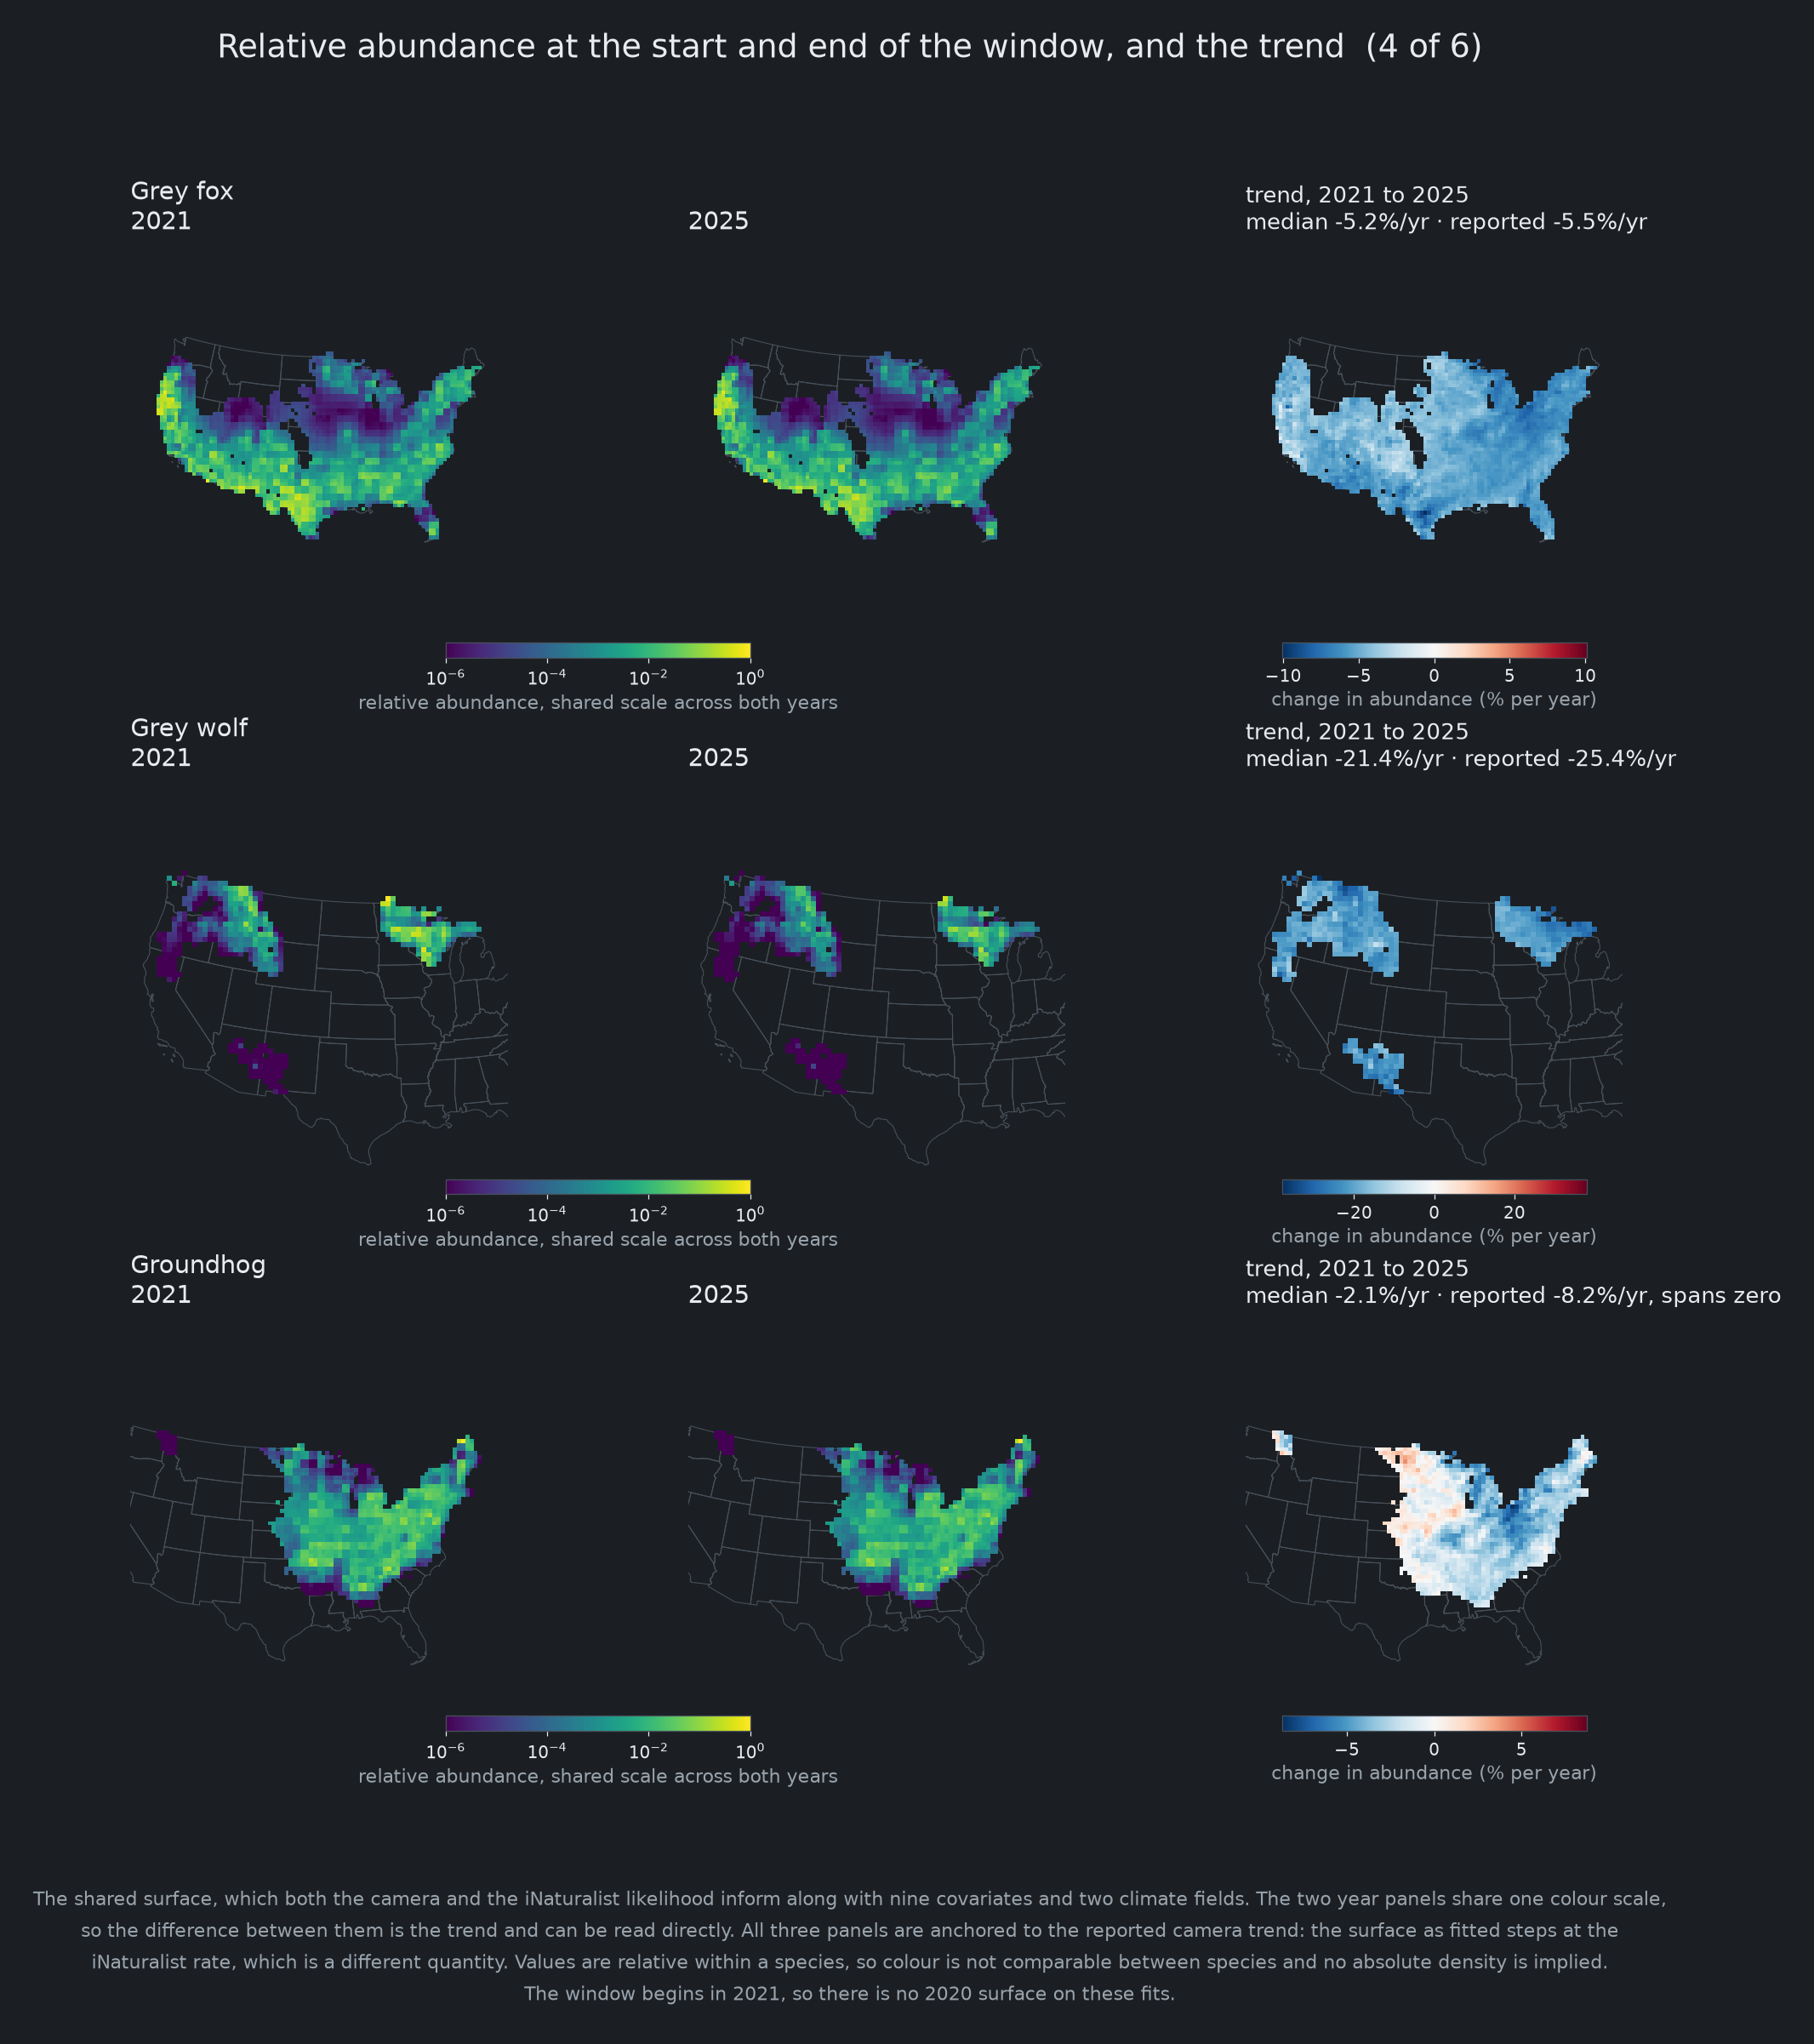 Relative abundance at the start and end of the window, and the trend  (4 of 6)
Grey fox
2021
2025
trend, 2021 to 2025
median -5.2%/yr · reported -5.5%/yr
10⁻⁶ 10⁻⁴ 10⁻² 10⁰
relative abundance, shared scale across both years
−10 −5 0 5 10
change in abundance (% per year)
Grey wolf
2021
2025
trend, 2021 to 2025
median -21.4%/yr · reported -25.4%/yr
10⁻⁶ 10⁻⁴ 10⁻² 10⁰
relative abundance, shared scale across both years
−20 0 20
change in abundance (% per year)
Groundhog
2021
2025
trend, 2021 to 2025
median -2.1%/yr · reported -8.2%/yr, spans zero
10⁻⁶ 10⁻⁴ 10⁻² 10⁰
relative abundance, shared scale across both years
−5 0 5
change in abundance (% per year)
The shared surface, which both the camera and the iNaturalist likelihood inform along with nine covariates and two climate fields. The two year panels share one colour scale,
so the difference between them is the trend and can be read directly. All three panels are anchored to the reported camera trend: the surface as fitted steps at the
iNaturalist rate, which is a different quantity. Values are relative within a species, so colour is not comparable between species and no absolute density is implied.
The window begins in 2021, so there is no 2020 surface on these fits.